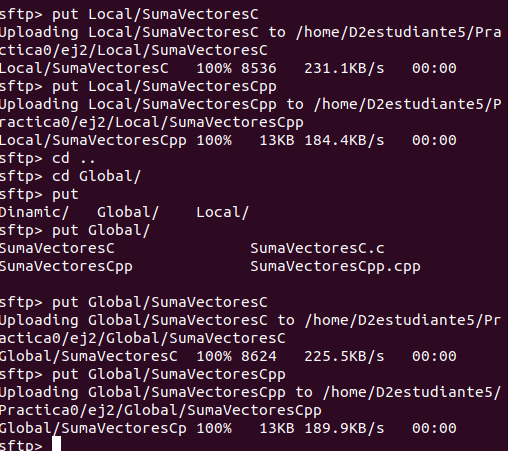 sftp> put Local/SumaVectoresC
Uploading Local/SumaVectoresC to /home/D2estudiante5/Pra
ctica0/ej2/Local/SumaVectoresC
Local/SumaVectoresC   100% 8536   231.1KB/s   00:00
sftp> put Local/SumaVectoresCpp
Uploading Local/SumaVectoresCpp to /home/D2estudiante5/P
ractica0/ej2/Local/SumaVectoresCpp
Local/SumaVectoresCpp 100%   13KB 184.4KB/s   00:00
sftp> cd ..
sftp> cd Global/
sftp> put
Dinamic/   Global/    Local/
sftp> put Global/
SumaVectoresC              SumaVectoresC.c
SumaVectoresCpp            SumaVectoresCpp.cpp
sftp> put Global/SumaVectoresC
Uploading Global/SumaVectoresC to /home/D2estudiante5/Pr
actica0/ej2/Global/SumaVectoresC
Global/SumaVectoresC  100% 8624   225.5KB/s   00:00
sftp> put Global/SumaVectoresCpp
Uploading Global/SumaVectoresCpp to /home/D2estudiante5/
Practica0/ej2/Global/SumaVectoresCpp
Global/SumaVectoresCp 100%   13KB 189.9KB/s   00:00
sftp>